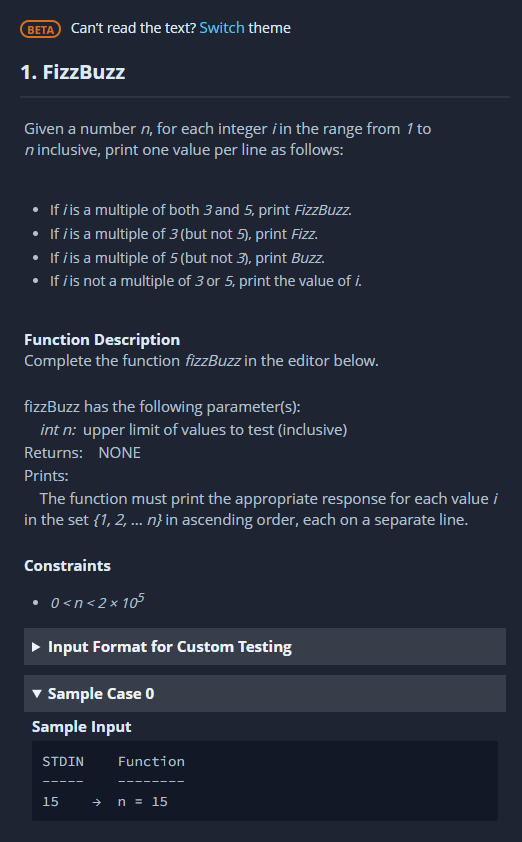 BETA Can't read the text? Switch theme
1. FizzBuzz
Given a number n, for each integer i in the range from 1 to
n inclusive, print one value per line as follows:
• If i is a multiple of both 3 and 5, print FizzBuzz.
• If i is a multiple of 3 (but not 5), print Fizz.
• If i is a multiple of 5 (but not 3), print Buzz.
• If i is not a multiple of 3 or 5, print the value of i.
Function Description
Complete the function fizzBuzz in the editor below.
fizzBuzz has the following parameter(s):
int n: upper limit of values to test (inclusive)
Returns: NONE
Prints:
The function must print the appropriate response for each value i
in the set {1, 2, ... n} in ascending order, each on a separate line.
Constraints
• 0 < n < 2 × 10⁵
▶ Input Format for Custom Testing
▼ Sample Case 0
Sample Input
STDIN Function
----- --------
15 → n = 15